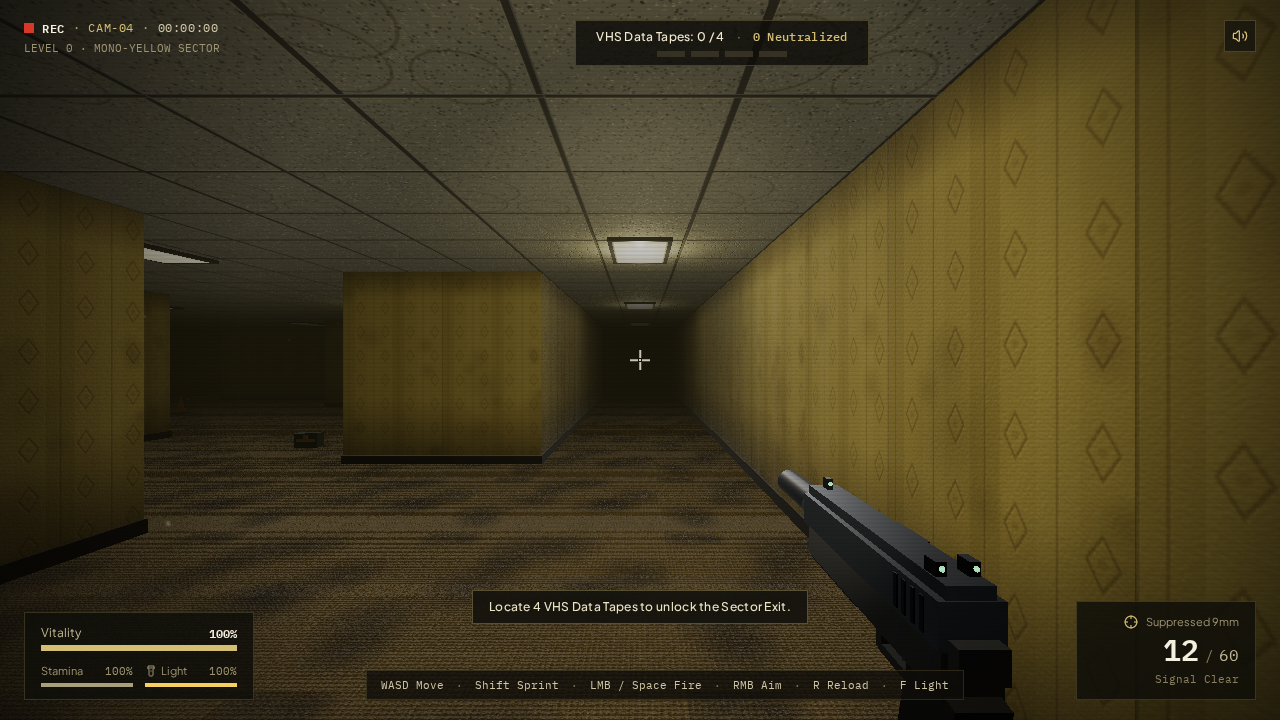 REC · CAM-04 · 00:00:00
LEVEL 0 · MONO-YELLOW SECTOR
VHS Data Tapes: 0 / 4 · 0 Neutralized
Locate 4 VHS Data Tapes to unlock the Sector Exit.
Vitality 100%
Stamina 100% Light 100%
WASD Move · Shift Sprint · LMB / Space Fire · RMB Aim · R Reload · F Light
Suppressed 9mm
12 / 60
Signal Clear